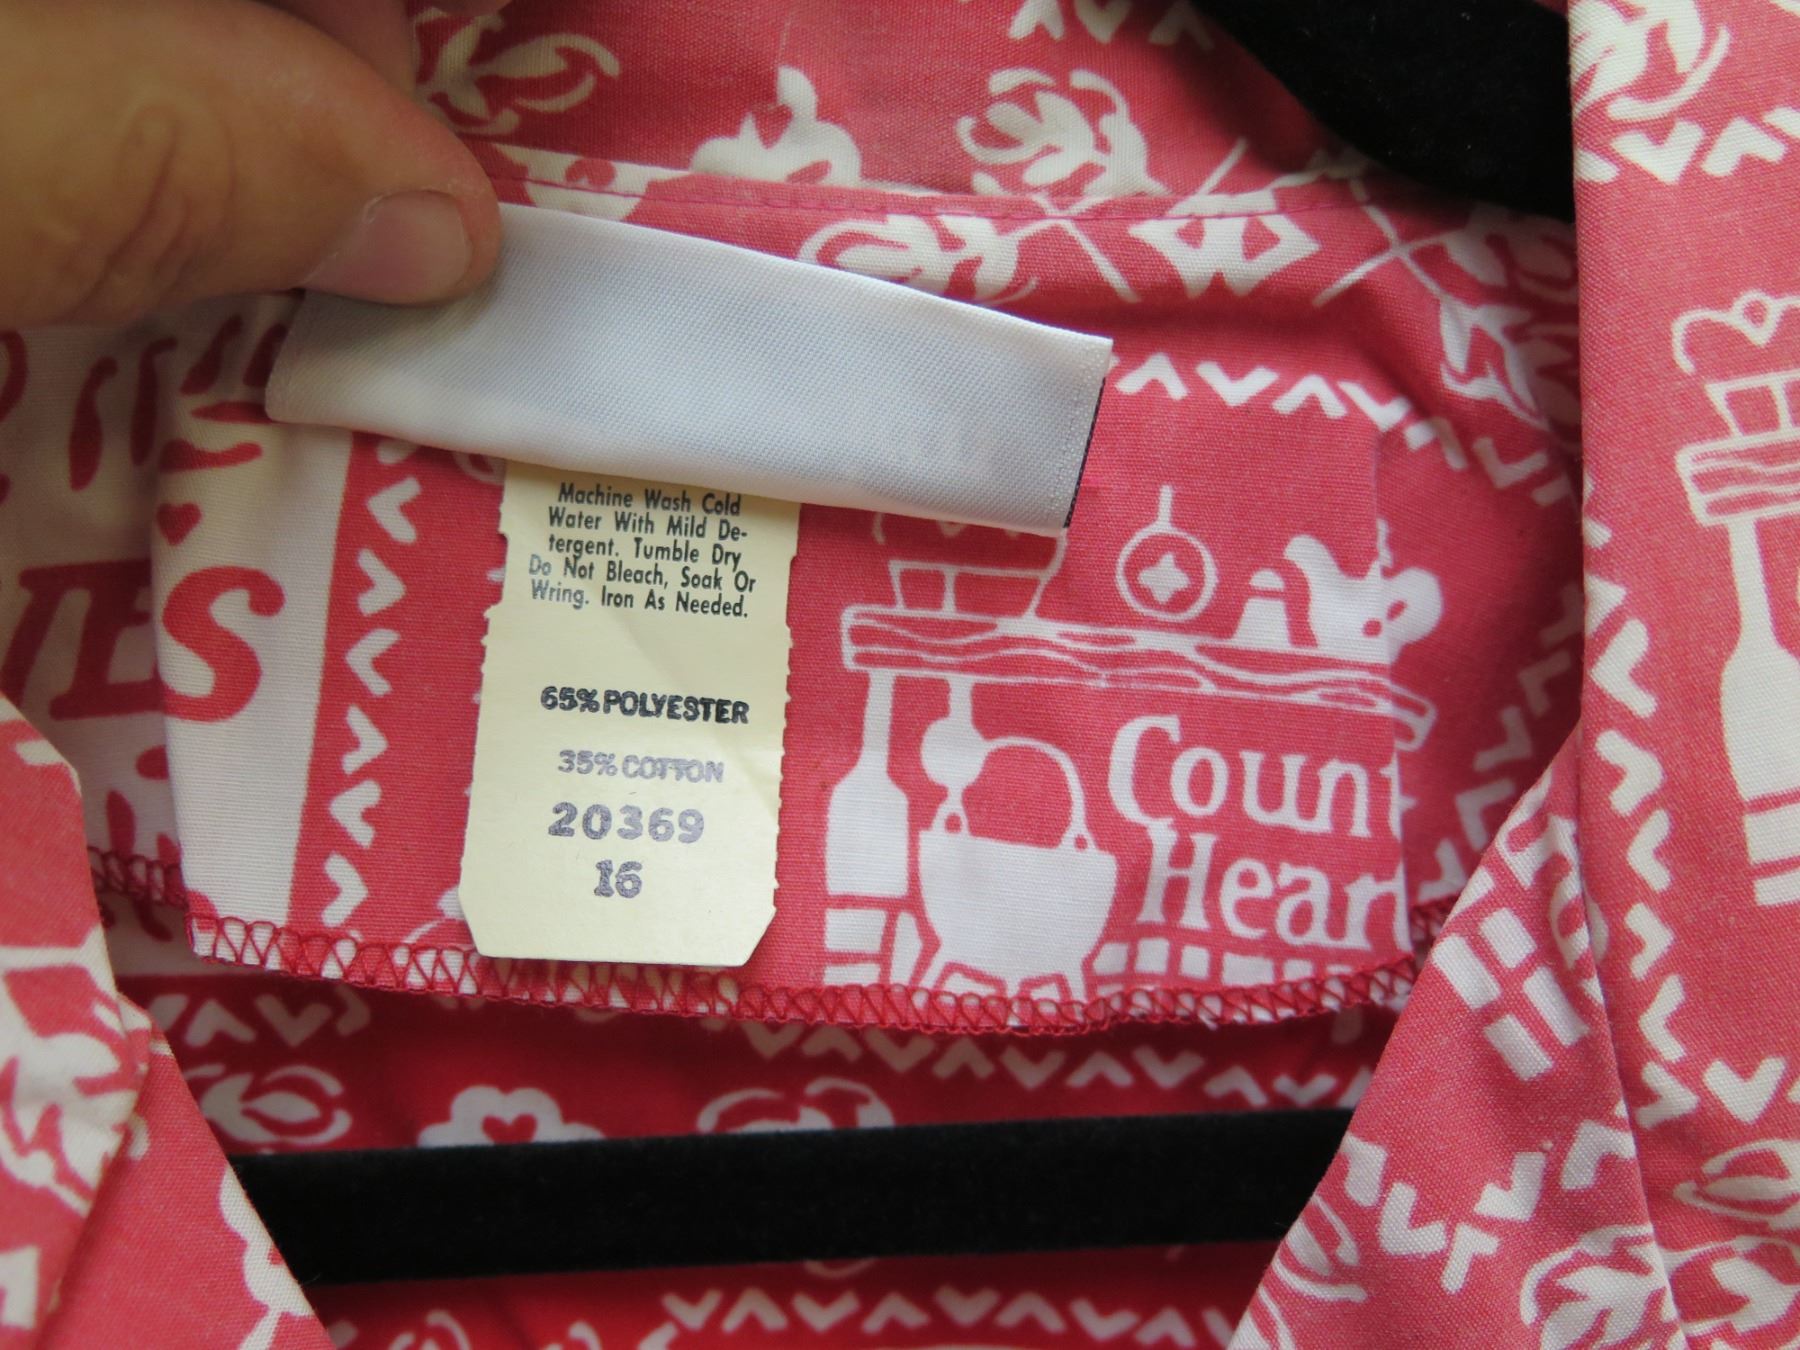 Machine Wash Cold
Water With Mild De-
tergent. Tumble Dry
Do Not Bleach, Soak Or
Wring. Iron As Needed.
65% POLYESTER
35% COTTON
20369
16
Count
Heart